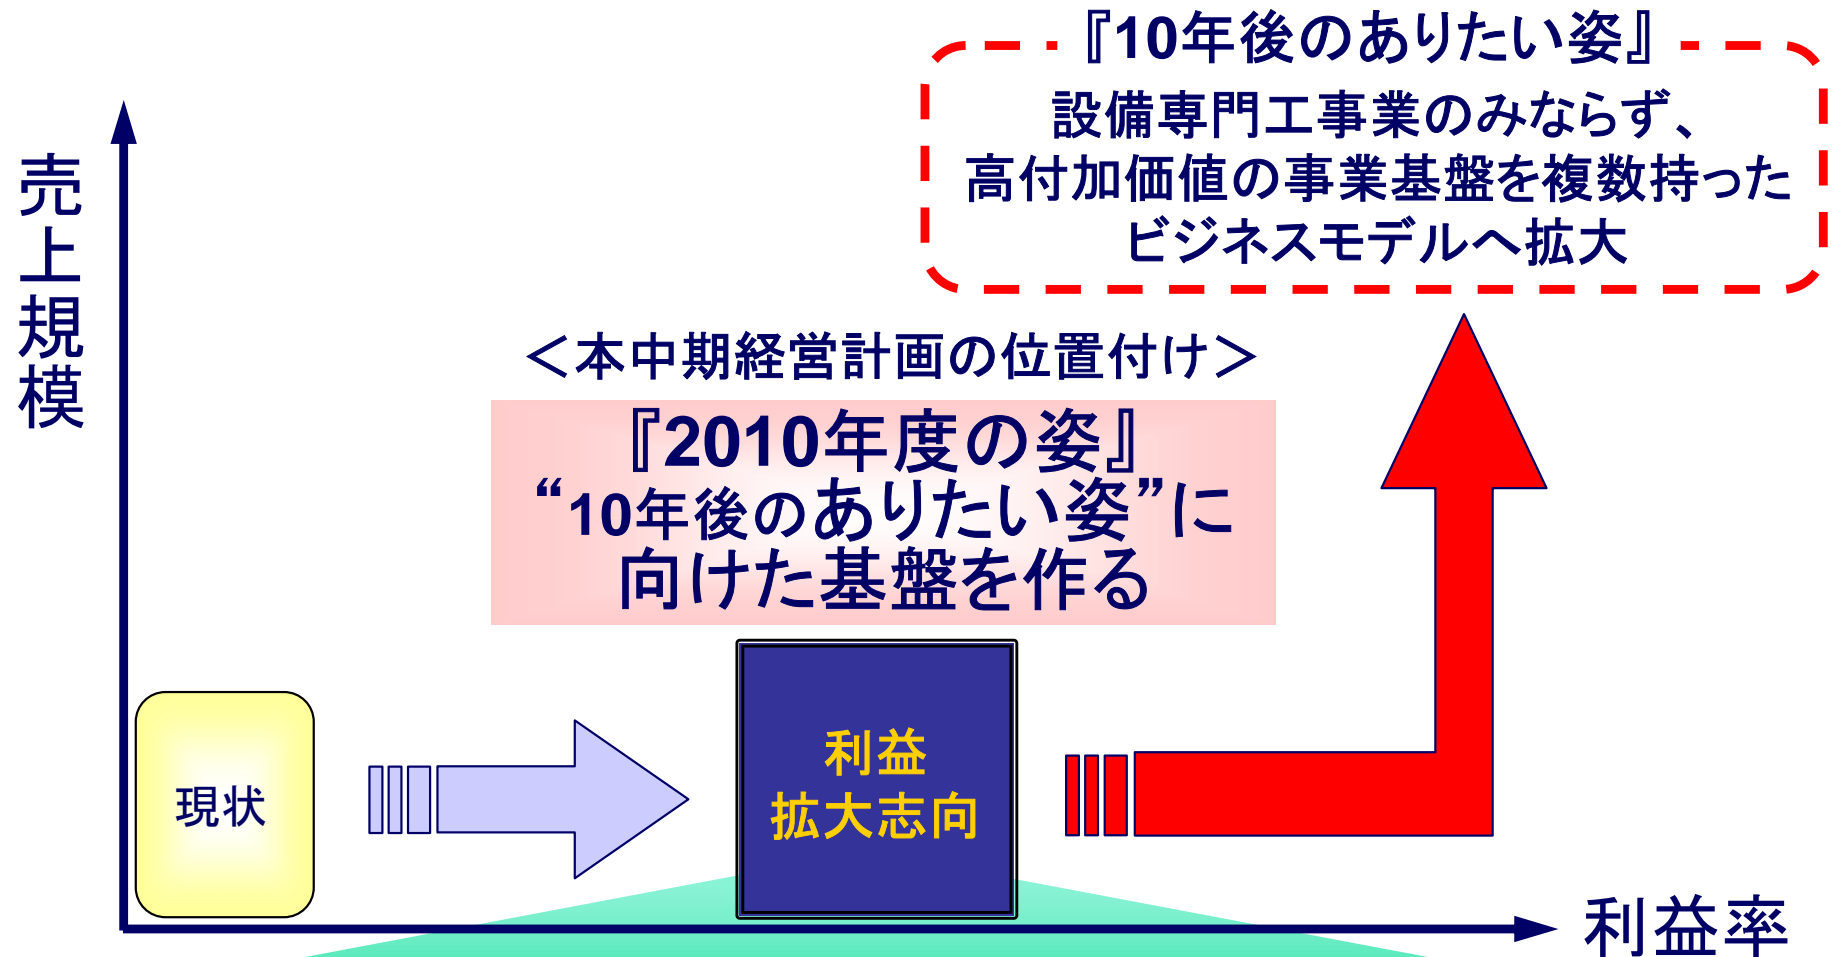 『10年後のありたい姿』
設備専門工事業のみならず、
高付加価値の事業基盤を複数持った
ビジネスモデルへ拡大
売上規模
＜本中期経営計画の位置付け＞
『2010年度の姿』
“10年後のありたい姿”に
向けた基盤を作る
現状
利益
拡大志向
利益率